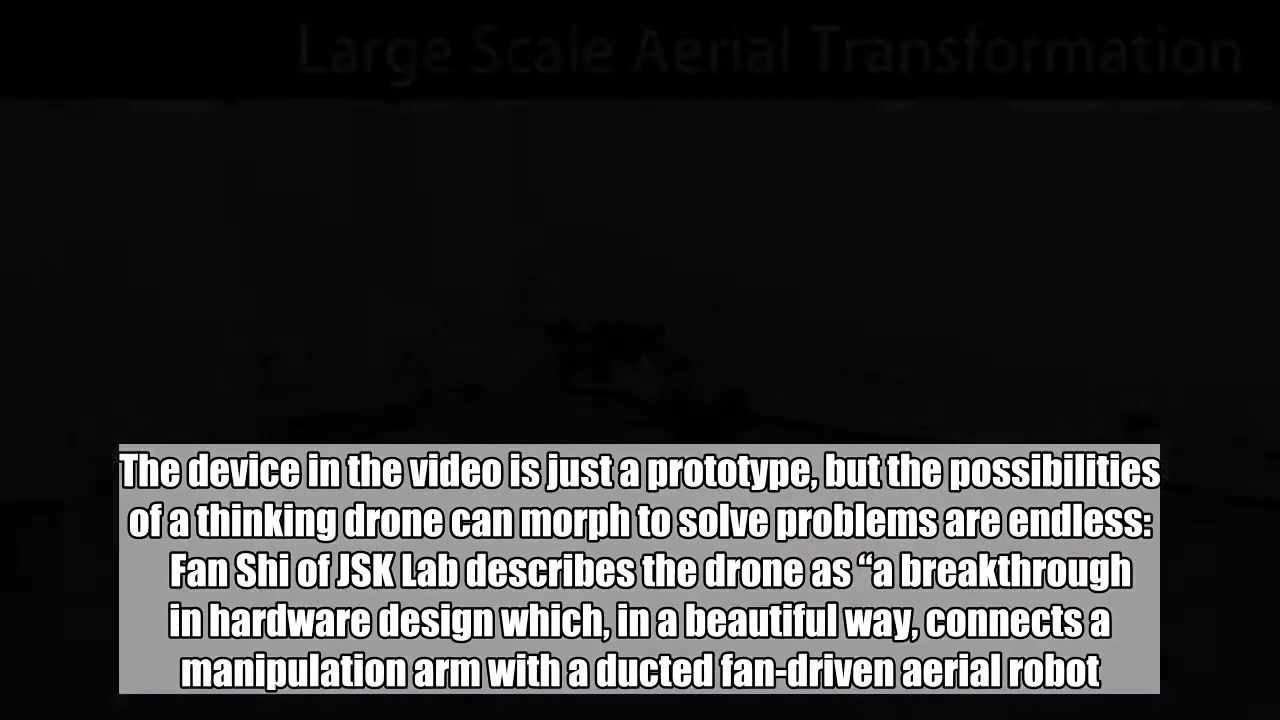 Large Scale Aerial Transformation
The device in the video is just a prototype, but the possibilities
of a thinking drone can morph to solve problems are endless:
Fan Shi of JSK Lab describes the drone as “a breakthrough
in hardware design which, in a beautiful way, connects a
manipulation arm with a ducted fan-driven aerial robot